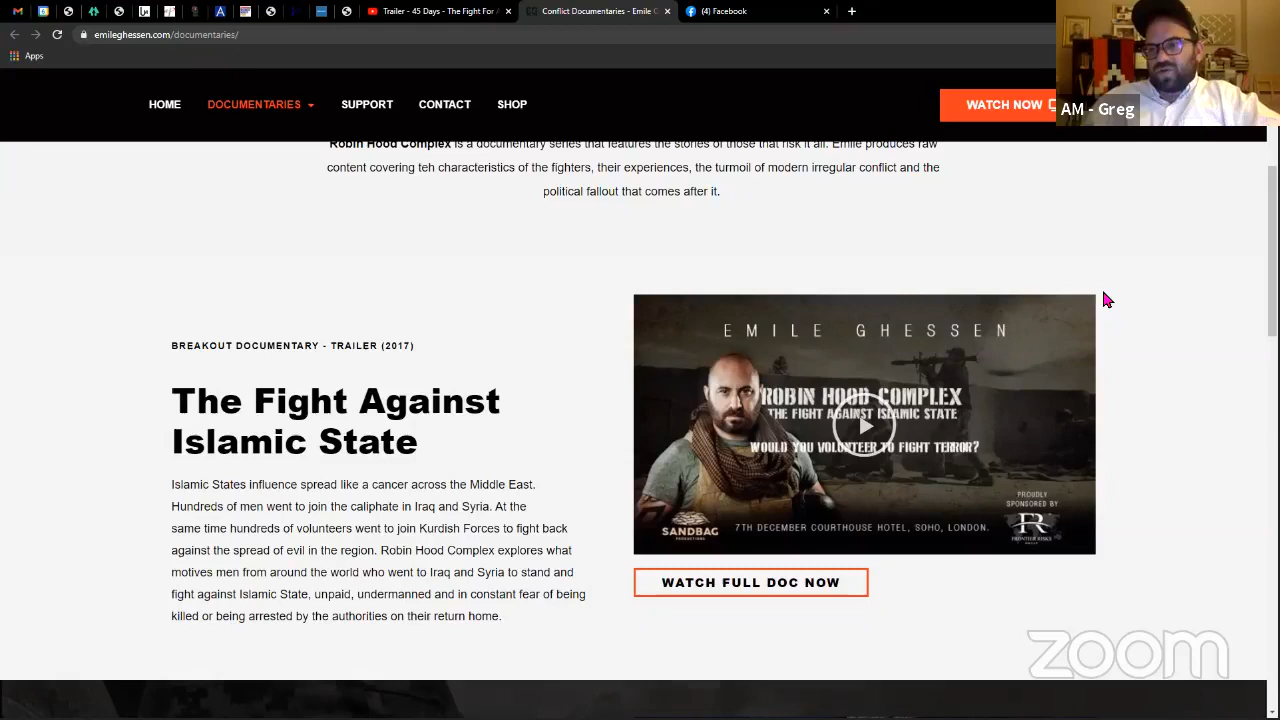 Trailer - 45 Days - The Fight For A
Conflict Documentaries - Emile G
(4) Facebook
emileghessen.com/documentaries/
Apps
HOME
DOCUMENTARIES
SUPPORT
CONTACT
SHOP
WATCH NOW
AM - Greg
Robin Hood Complex is a documentary series that features the stories of those that risk it all. Emile produces raw
content covering teh characteristics of the fighters, their experiences, the turmoil of modern irregular conflict and the
political fallout that comes after it.
BREAKOUT DOCUMENTARY - TRAILER (2017)
The Fight Against
Islamic State
Islamic States influence spread like a cancer across the Middle East.
Hundreds of men went to join the caliphate in Iraq and Syria. At the
same time hundreds of volunteers went to join Kurdish Forces to fight back
against the spread of evil in the region. Robin Hood Complex explores what
motives men from around the world who went to Iraq and Syria to stand and
fight against Islamic State, unpaid, undermanned and in constant fear of being
killed or being arrested by the authorities on their return home.
EMILE GHESSEN
ROBIN HOOD COMPLEX
THE FIGHT AGAINST ISLAMIC STATE
WOULD YOU VOLUNTEER TO FIGHT TERROR?
PROUDLY
SPONSORED BY
FRONTIER RISKS
SANDBAG
PRODUCTIONS
7TH DECEMBER COURTHOUSE HOTEL, SOHO, LONDON.
WATCH FULL DOC NOW
zoom